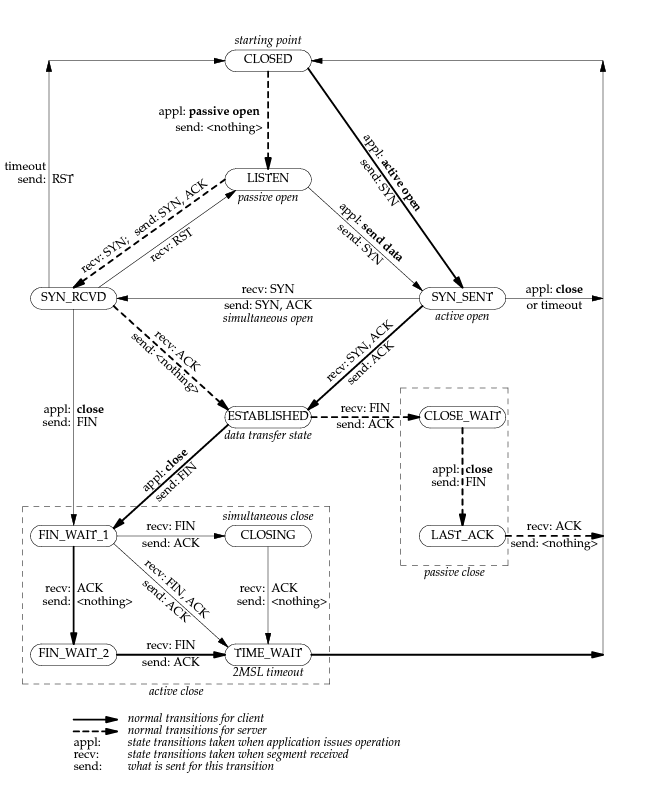 starting point
CLOSED
appl: passive open
send: <nothing>
appl: active open
send: SYN
timeout
send: RST
LISTEN
passive open
recv: SYN; send: SYN, ACK
recv: RST
appl: send data
send: SYN
SYN_RCVD
recv: SYN
send: SYN, ACK
simultaneous open
SYN_SENT
active open
appl: close
or timeout
recv: ACK
send: <nothing>
recv: SYN, ACK
send: ACK
appl: close
send: FIN
ESTABLISHED
data transfer state
recv: FIN
send: ACK
CLOSE_WAIT
appl: close
send: FIN
appl: close
send: FIN
LAST_ACK
recv: ACK
send: <nothing>
passive close
simultaneous close
FIN_WAIT_1
recv: FIN
send: ACK
CLOSING
recv: ACK
send: <nothing>
recv: FIN, ACK
send: ACK
recv: ACK
send: <nothing>
FIN_WAIT_2
recv: FIN
send: ACK
TIME_WAIT
2MSL timeout
active close
normal transitions for client
normal transitions for server
appl: state transitions taken when application issues operation
recv: state transitions taken when segment received
send: what is sent for this transition